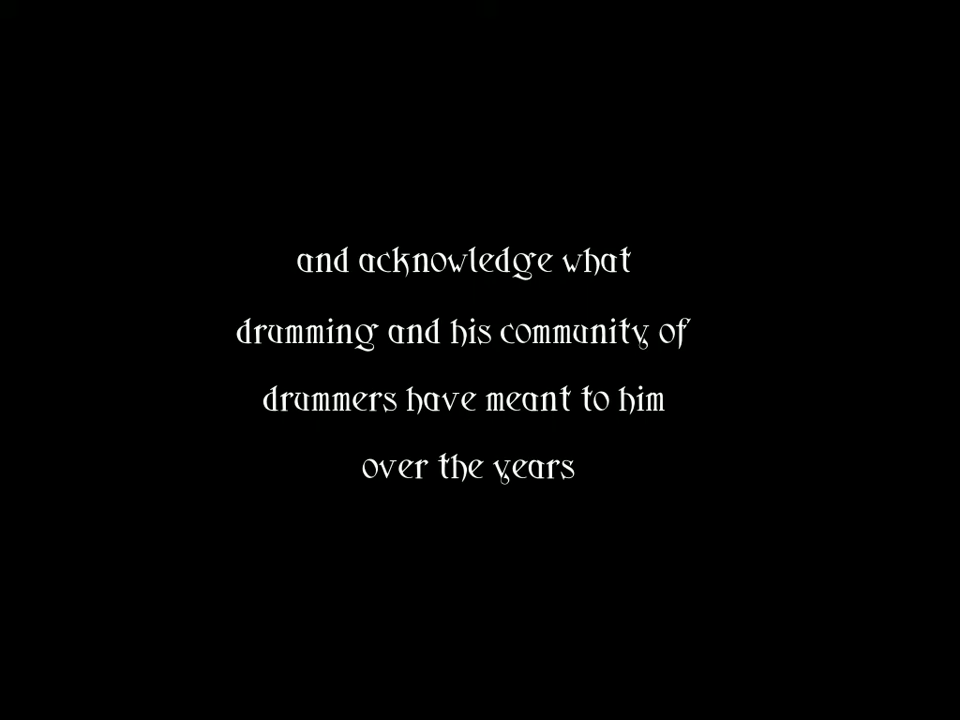 and acknowledge what
drumming and his community of
drummers have meant to him
over the years